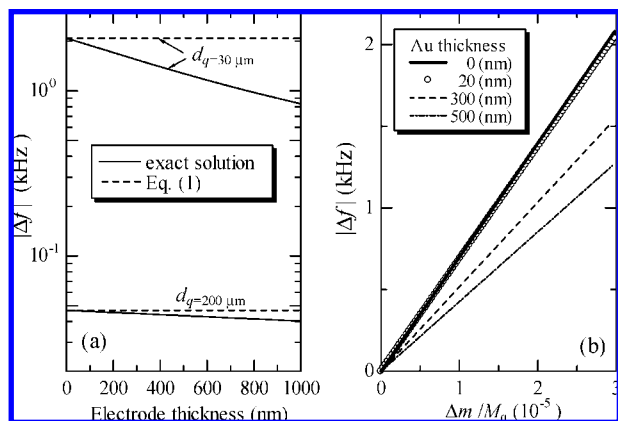 |Δf| (kHz)
10⁰
10⁻¹
d_q=30 μm
exact solution
Eq. (1)
d_q=200 μm
(a)
0 200 400 600 800 1000
Electrode thickness (nm)
|Δf| (kHz)
2
1
0
Au thickness
0 (nm)
20 (nm)
300 (nm)
500 (nm)
(b)
0 1 2 3
Δm /M_q (10⁻⁵)